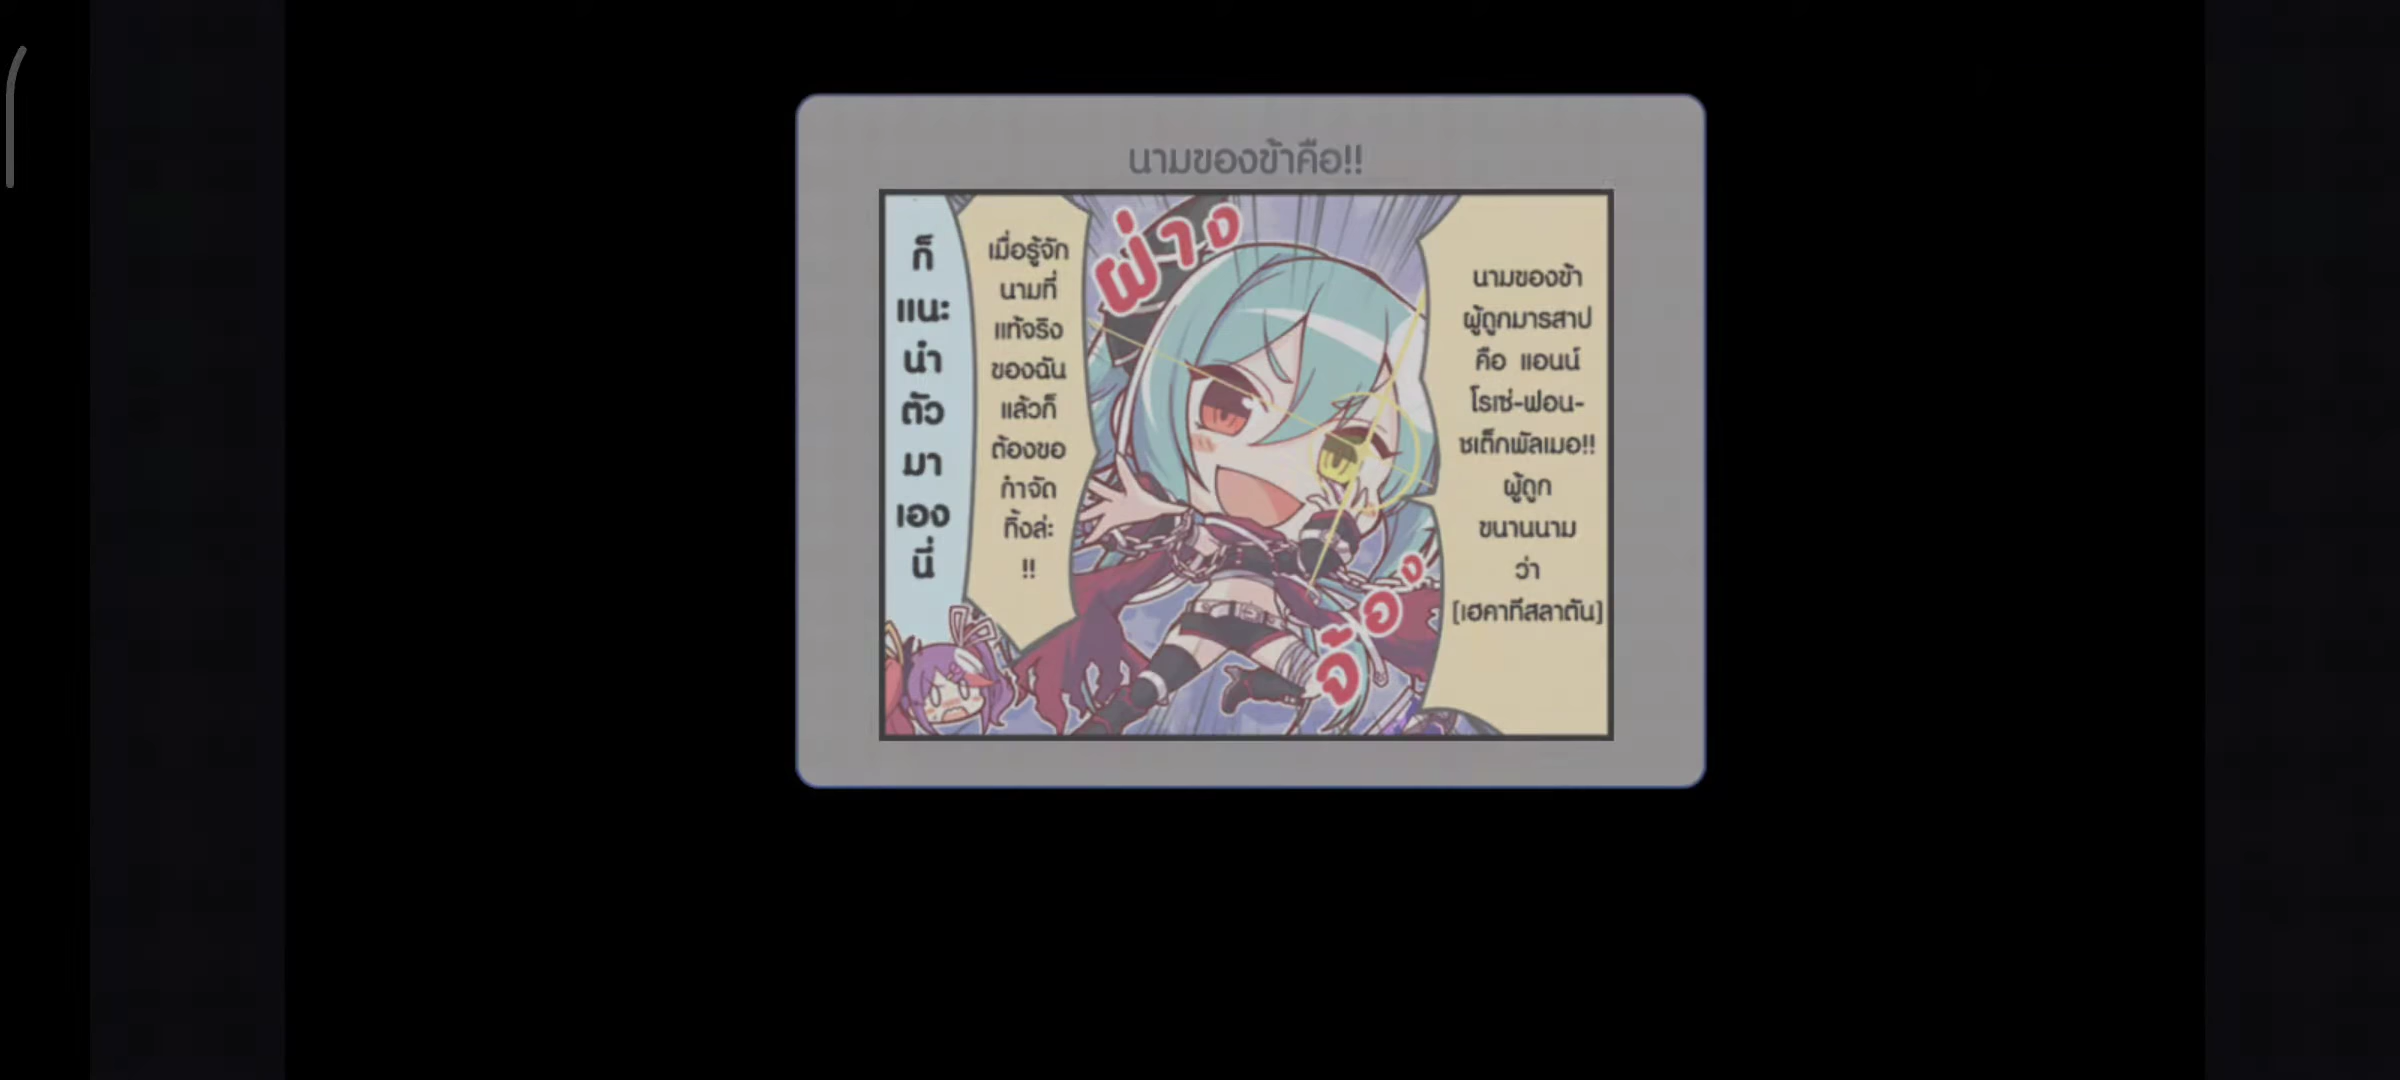 นามของข้าคือ!!
นามของข้า
ผู้ถูกมารสาป
คือ แอนน์
โรเซ่-ฟอน-
ชเต็กพัลเมอ!!
ผู้ถูก
ขนานนาม
ว่า
[เฮคาทีสลาตัน]
ผ่าง
จ้อง
เมื่อรู้จัก
นามที่
แท้จริง
ของฉัน
แล้วก็
ต้องขอ
กำจัด
ทิ้งล่ะ
!!
ก็
แนะ
นำ
ตัว
มา
เอง
นี่